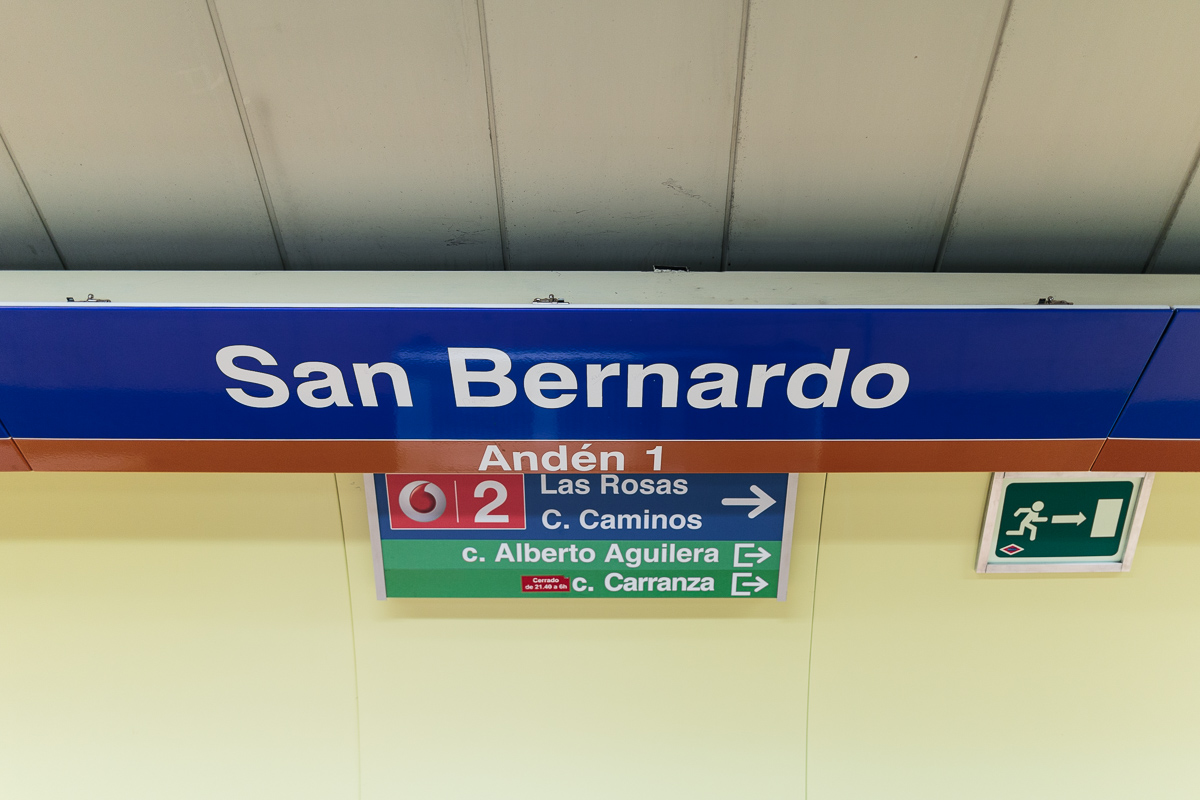 San Bernardo
Andén 1
2
Las Rosas
C. Caminos
c. Alberto Aguilera
Cerrado
de 21.40 a 6h
c. Carranza